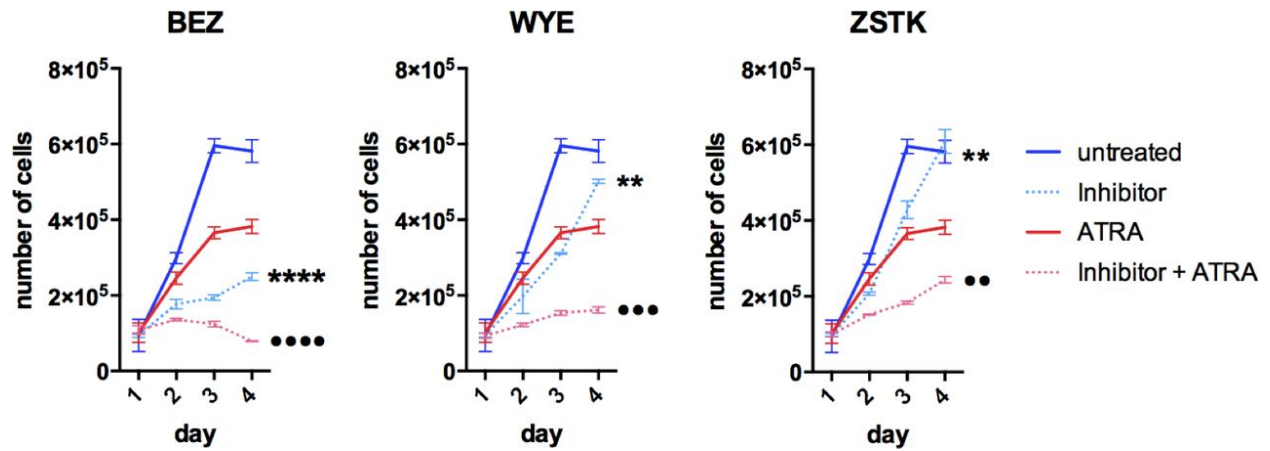 BEZ
number of cells
8×10⁵
6×10⁵
4×10⁵
2×10⁵
0
1 2 3 4
day
****
••••
WYE
number of cells
8×10⁵
6×10⁵
4×10⁵
2×10⁵
0
1 2 3 4
day
**
•••
ZSTK
number of cells
8×10⁵
6×10⁵
4×10⁵
2×10⁵
0
1 2 3 4
day
**
••
untreated
Inhibitor
ATRA
Inhibitor + ATRA